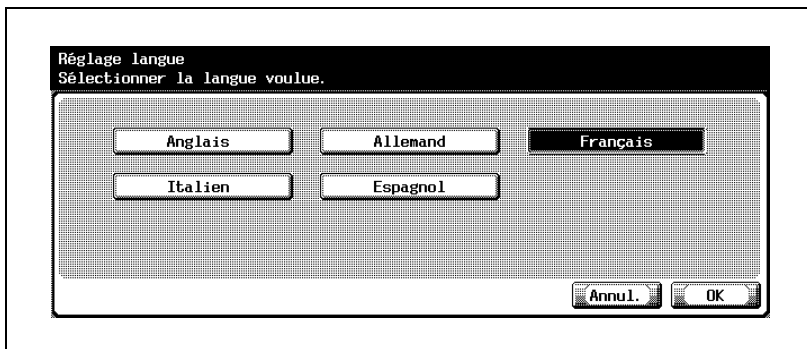 Réglage langue
Sélectionner la langue voulue.
Anglais Allemand Français
Italien Espagnol
Annul. OK